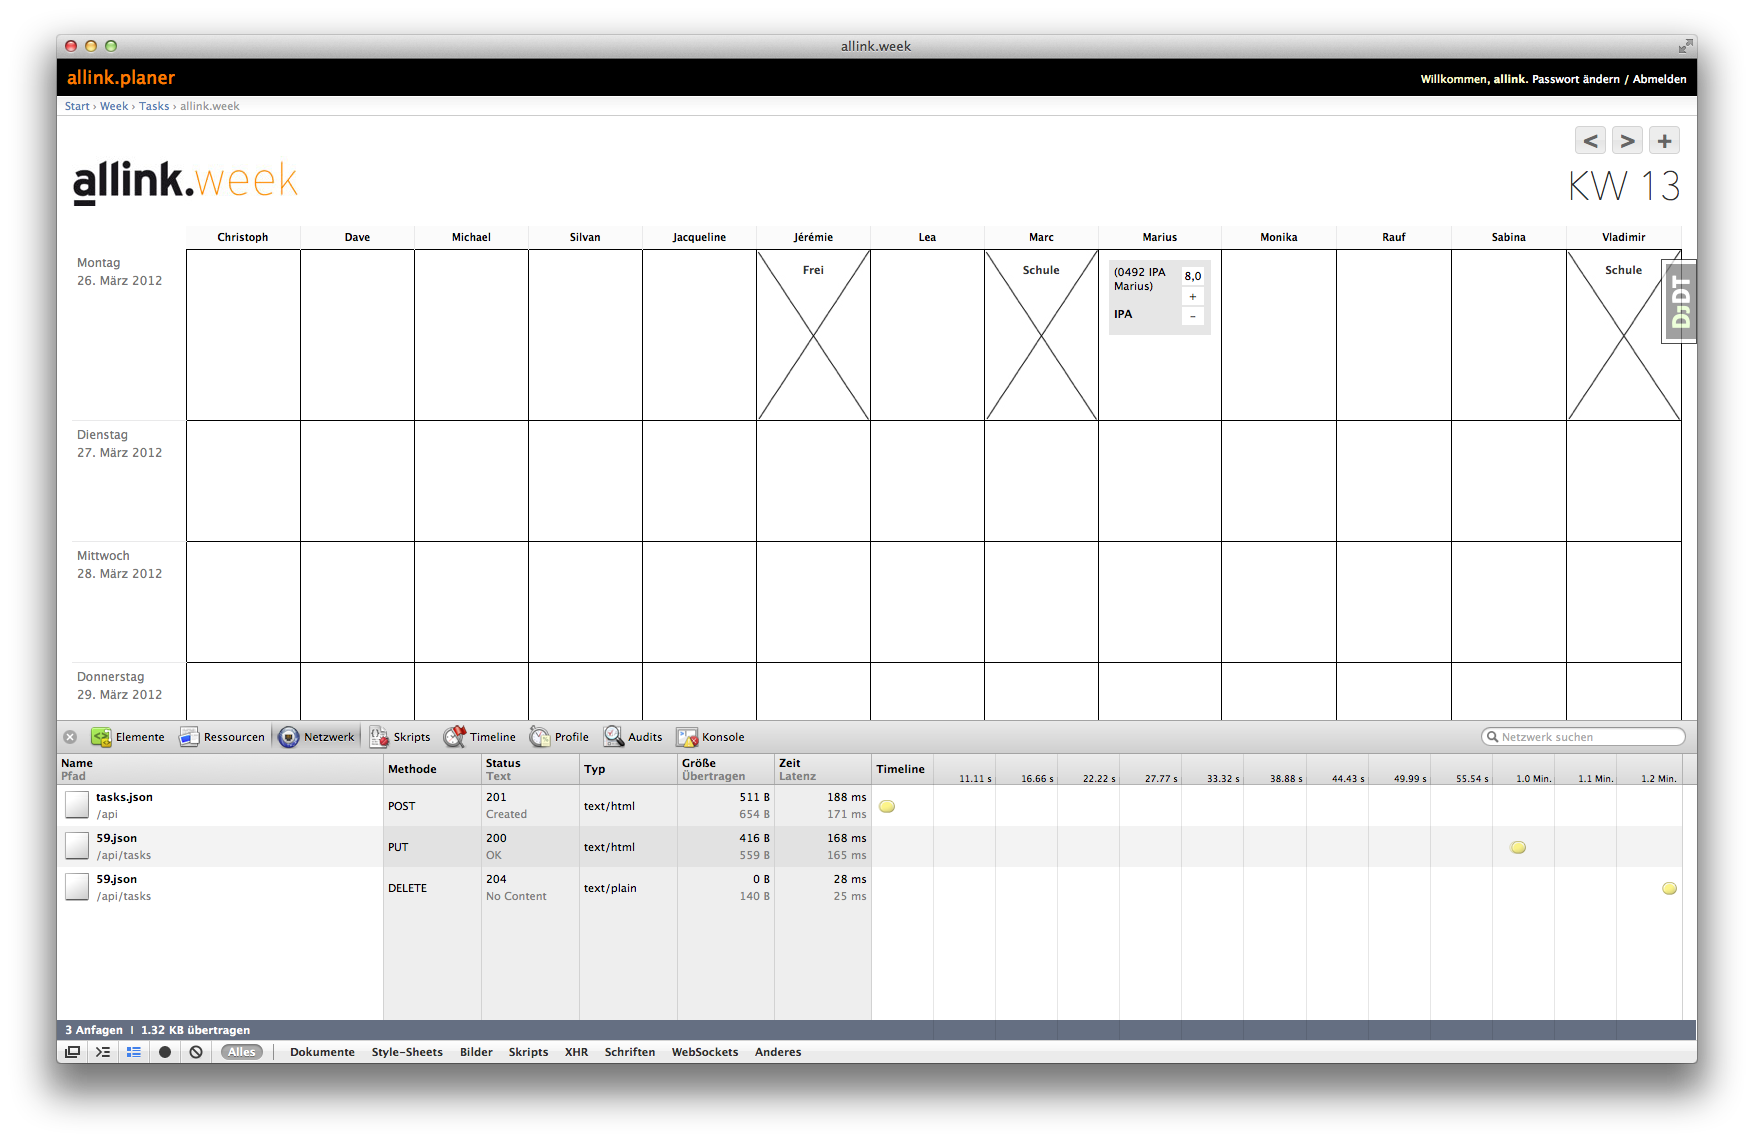 allink.week
allink.planer
Willkommen, allink. Passwort ändern / Abmelden
Start › Week › Tasks › allink.week
< > +
allink.week
KW 13
Christoph Dave Michael Silvan Jacqueline Jérémie Lea Marc Marius Monika Rauf Sabina Vladimir
Montag
26. März 2012
Frei
Schule
(0492 IPA
Marius)
IPA
8,0
+
-
Schule
DjDT
Dienstag
27. März 2012
Mittwoch
28. März 2012
Donnerstag
29. März 2012
Elemente Ressourcen Netzwerk Skripts Timeline Profile Audits Konsole
Netzwerk suchen
Name
Pfad
Methode
Status
Text
Typ
Größe
Übertragen
Zeit
Latenz
Timeline
11.11 s 16.66 s 22.22 s 27.77 s 33.32 s 38.88 s 44.43 s 49.99 s 55.54 s 1.0 Min. 1.1 Min. 1.2 Min.
tasks.json
/api
POST
201
Created
text/html
511 B
654 B
188 ms
171 ms
59.json
/api/tasks
PUT
200
OK
text/html
416 B
559 B
168 ms
165 ms
59.json
/api/tasks
DELETE
204
No Content
text/plain
0 B
140 B
28 ms
25 ms
3 Anfagen | 1.32 KB übertragen
Alles Dokumente Style-Sheets Bilder Skripts XHR Schriften WebSockets Anderes